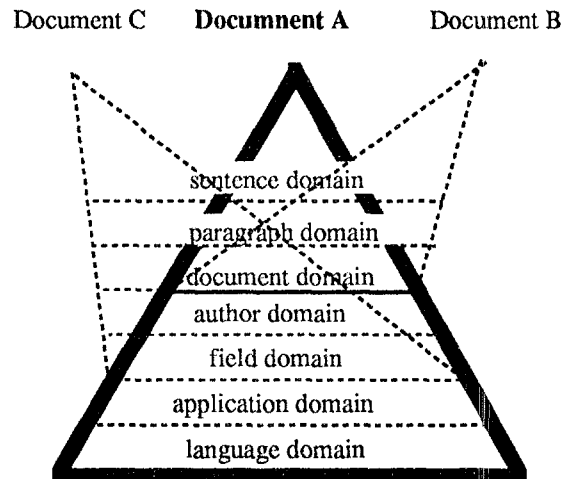 Document C Documnent A Document B
sentence domain
paragraph domain
document domain
author domain
field domain
application domain
language domain